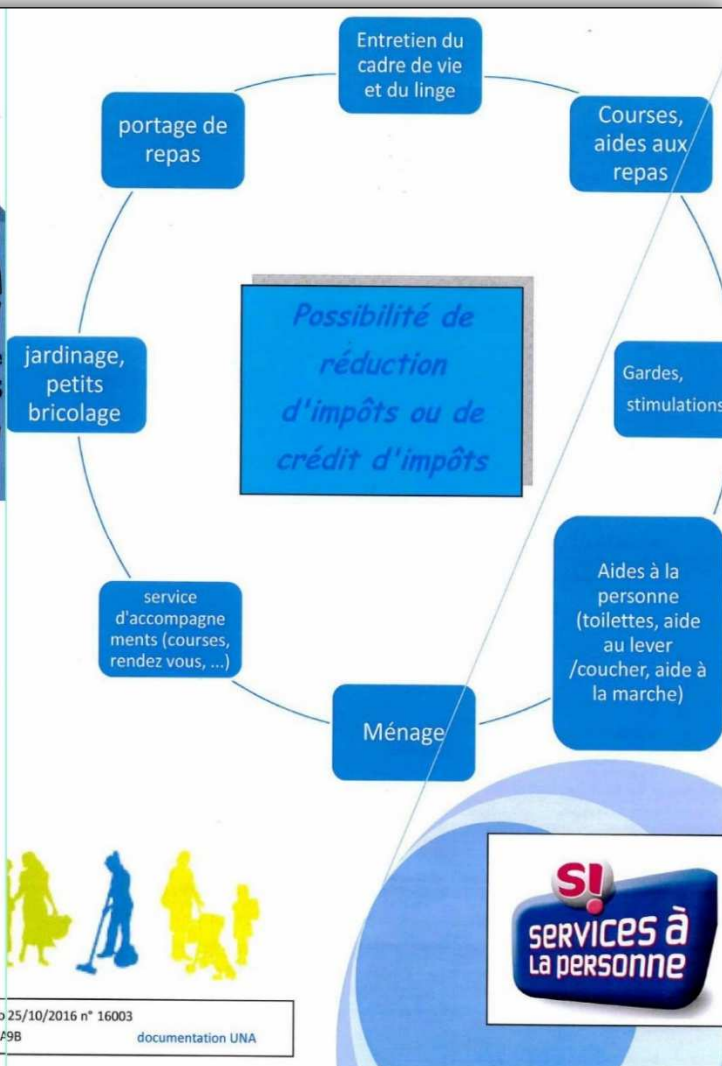 Entretien du
cadre de vie
et du linge
portage de
repas
Courses,
aides aux
repas
Possibilité de
réduction
d'impôts ou de
crédit d'impôts
jardinage,
petits
bricolage
Gardes,
stimulations
service
d'accompagne
ments (courses,
rendez vous, ...)
Aides à la
personne
(toilettes, aide
au lever
/coucher, aide à
la marche)
Ménage
S!
services à
la personne
25/10/2016 n° 16003
A9B documentation UNA